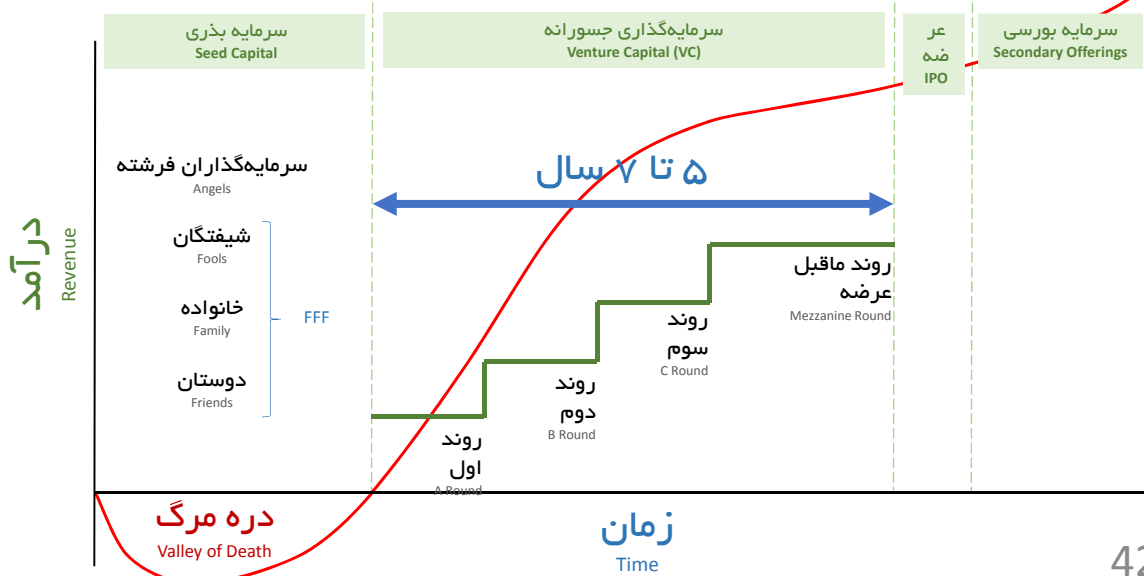 سرمایه بذری
Seed Capital
سرمایه‌گذاری جسورانه
Venture Capital (VC)
عر
ضه
IPO
سرمایه بورسی
Secondary Offerings
درآمد
Revenue
سرمایه‌گذاران فرشته
Angels
شیفتگان
Fools
خانواده
Family
دوستان
Friends
FFF
۵ تا ۷ سال
روند
اول
A Round
روند
دوم
B Round
روند
سوم
C Round
روند ماقبل
عرضه
Mezzanine Round
دره مرگ
Valley of Death
زمان
Time
42